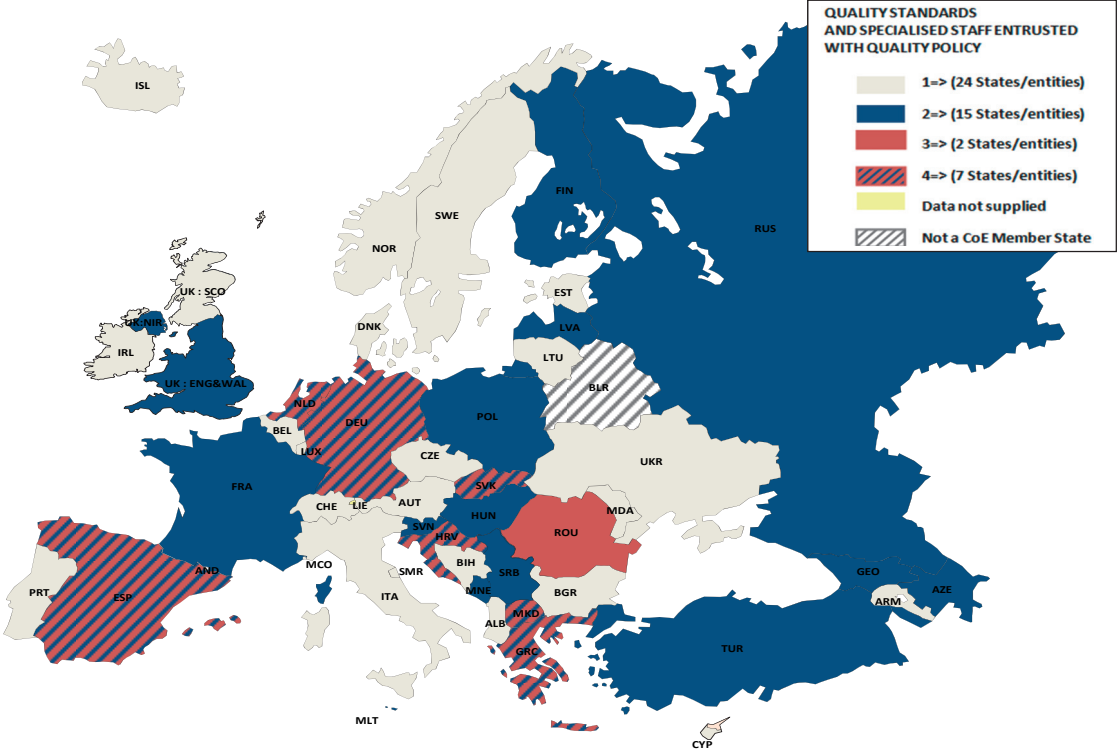 QUALITY STANDARDS
AND SPECIALISED STAFF ENTRUSTED
WITH QUALITY POLICY
1=> (24 States/entities)
2=> (15 States/entities)
3=> (2 States/entities)
4=> (7 States/entities)
Data not supplied
Not a CoE Member State
ISL
FIN
SWE
RUS
NOR
UK : SCO
EST
UK:NIR
DNK
LVA
IRL
LTU
UK : ENG&WAL
BLR
NLD
POL
DEU
BEL
LUX
CZE
UKR
FRA
SVK
CHE
LIE
AUT
MDA
HUN
SVN
ROU
HRV
MCO
BIH
AND
SMR
SRB
GEO
PRT
ESP
MNE
BGR
AZE
ITA
ARM
MKD
ALB
GRC
TUR
MLT
CYP